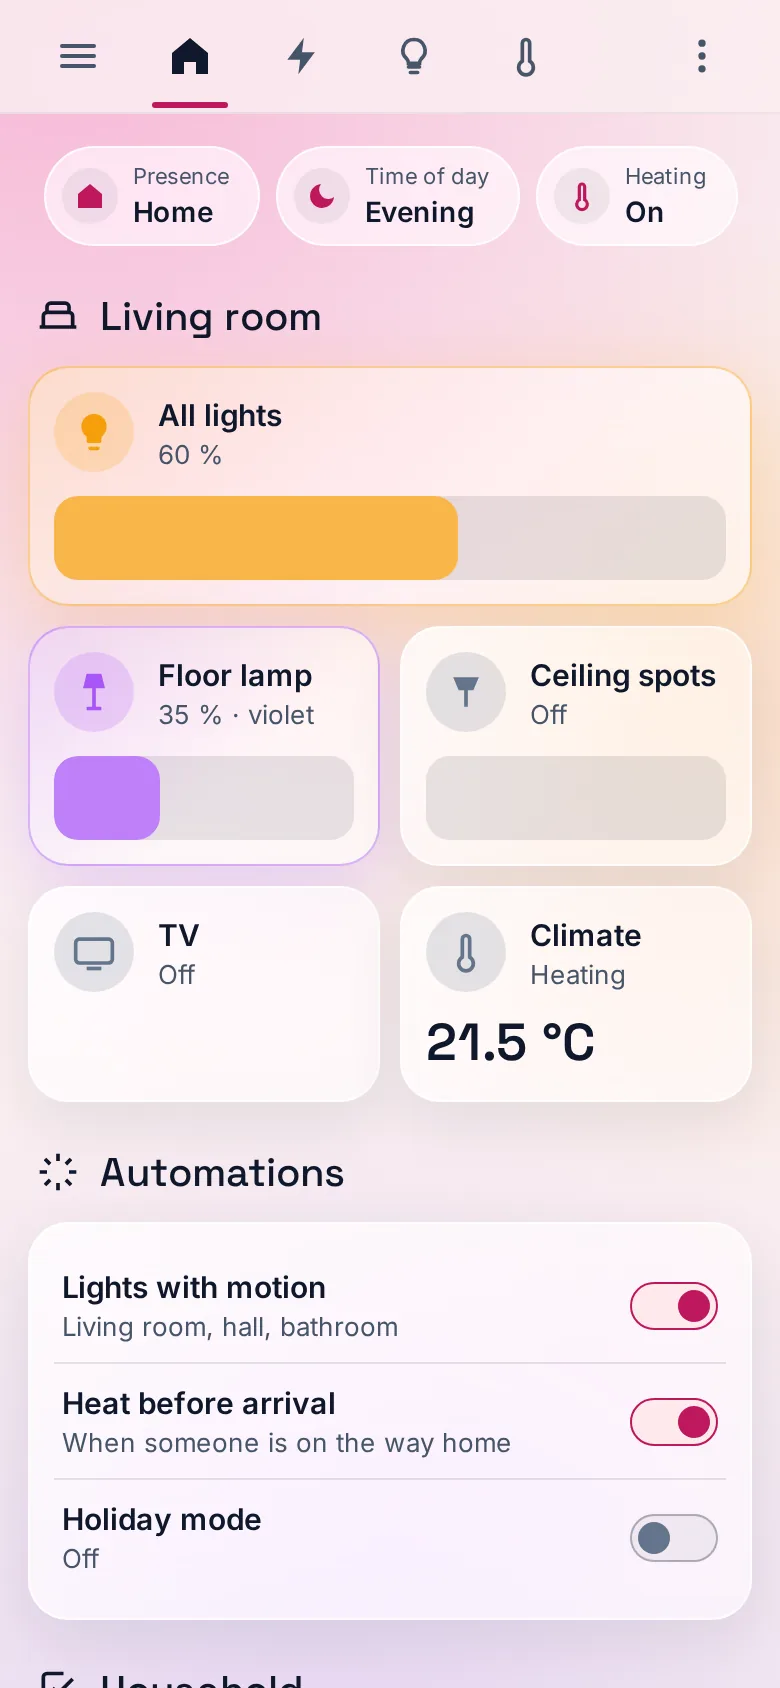 Presence
Home
Time of day
Evening
Heating
On
Living room
All lights
60 %
Floor lamp
35 % · violet
Ceiling spots
Off
TV
Off
Climate
Heating
21.5 °C
Automations
Lights with motion
Living room, hall, bathroom
Heat before arrival
When someone is on the way home
Holiday mode
Off
Household